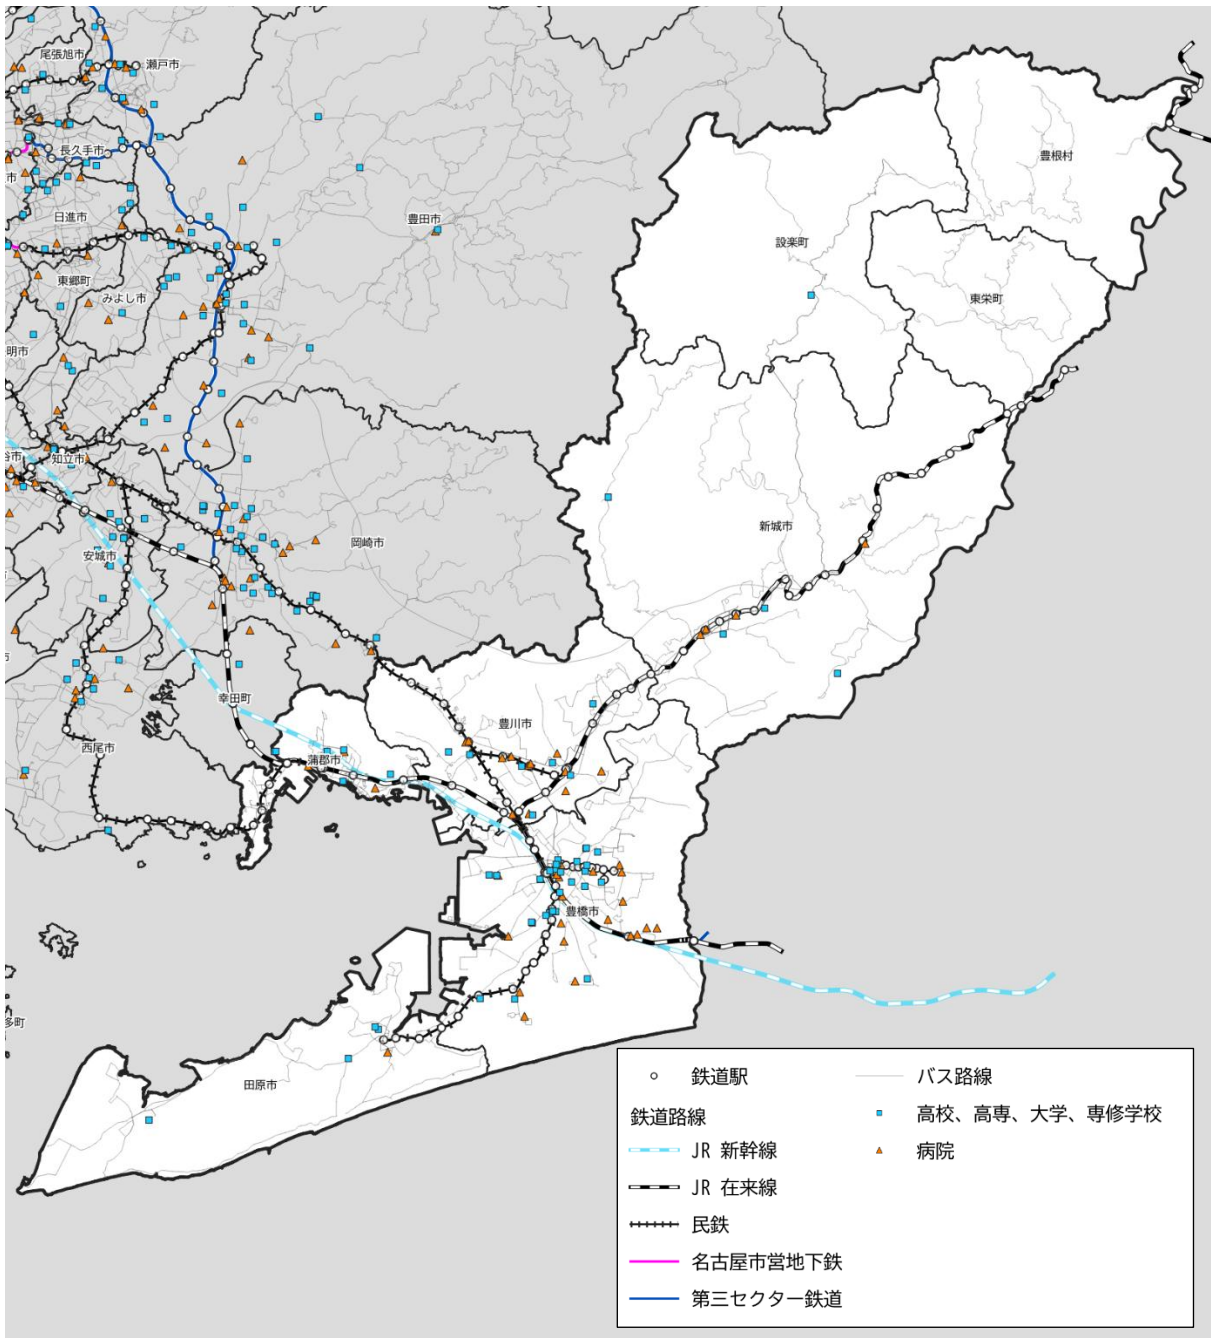 尾張旭市
瀬戸市
長久手市
豊根村
市
日進市
豊田市
設楽町
東郷町
みよし市
東栄町
明市
知立市
谷市
新城市
岡崎市
安城市
市
幸田町
豊川市
西尾市
蒲郡市
豊橋市
多町
田原市
鉄道駅
バス路線
鉄道路線
高校、高専、大学、専修学校
JR 新幹線
病院
JR 在来線
民鉄
名古屋市営地下鉄
第三セクター鉄道